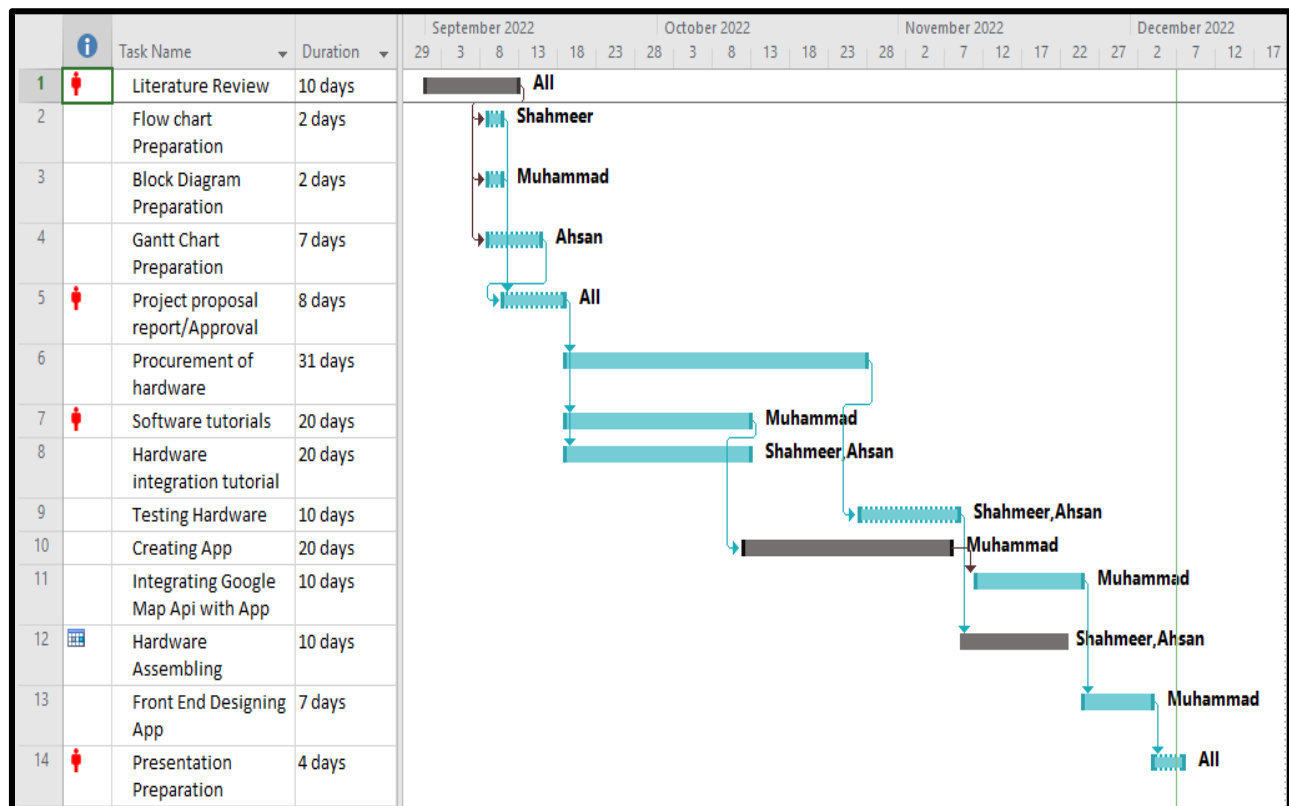 September 2022 October 2022 November 2022 December 2022
Task Name Duration 29 3 8 13 18 23 28 3 8 13 18 23 28 2 7 12 17 22 27 2 7 12 17
1 Literature Review 10 days All
2 Flow chart 2 days Shahmeer
Preparation
3 Block Diagram 2 days Muhammad
Preparation
4 Gantt Chart 7 days Ahsan
Preparation
5 Project proposal 8 days All
report/Approval
6 Procurement of 31 days
hardware
7 Software tutorials 20 days Muhammad
8 Hardware 20 days Shahmeer,Ahsan
integration tutorial
9 Testing Hardware 10 days Shahmeer,Ahsan
10 Creating App 20 days Muhammad
11 Integrating Google 10 days Muhammad
Map Api with App
12 Hardware 10 days Shahmeer,Ahsan
Assembling
13 Front End Designing 7 days Muhammad
App
14 Presentation 4 days All
Preparation